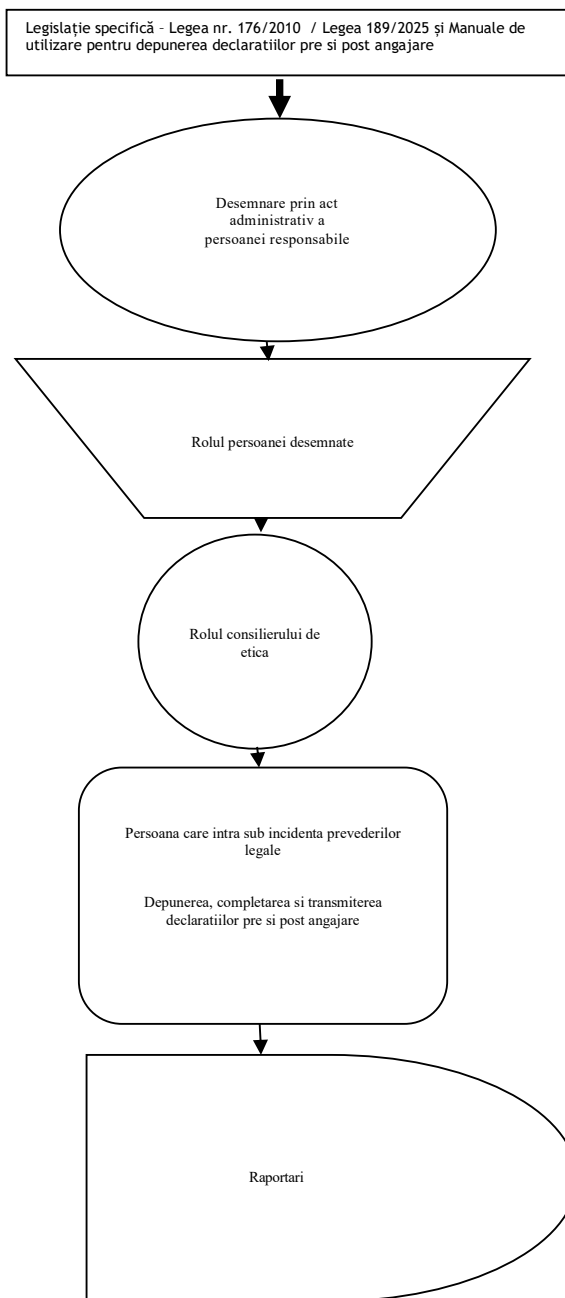 Legislație specifică - Legea nr. 176/2010 / Legea 189/2025 și Manuale de
utilizare pentru depunerea declaratiilor pre si post angajare
Desemnare prin act
administrativ a
persoanei responsabile
Rolul persoanei desemnate
Rolul consilierului de
etica
Persoana care intra sub incidenta prevederilor
legale
Depunerea, completarea si transmiterea
declaratiilor pre si post angajare
Raportari